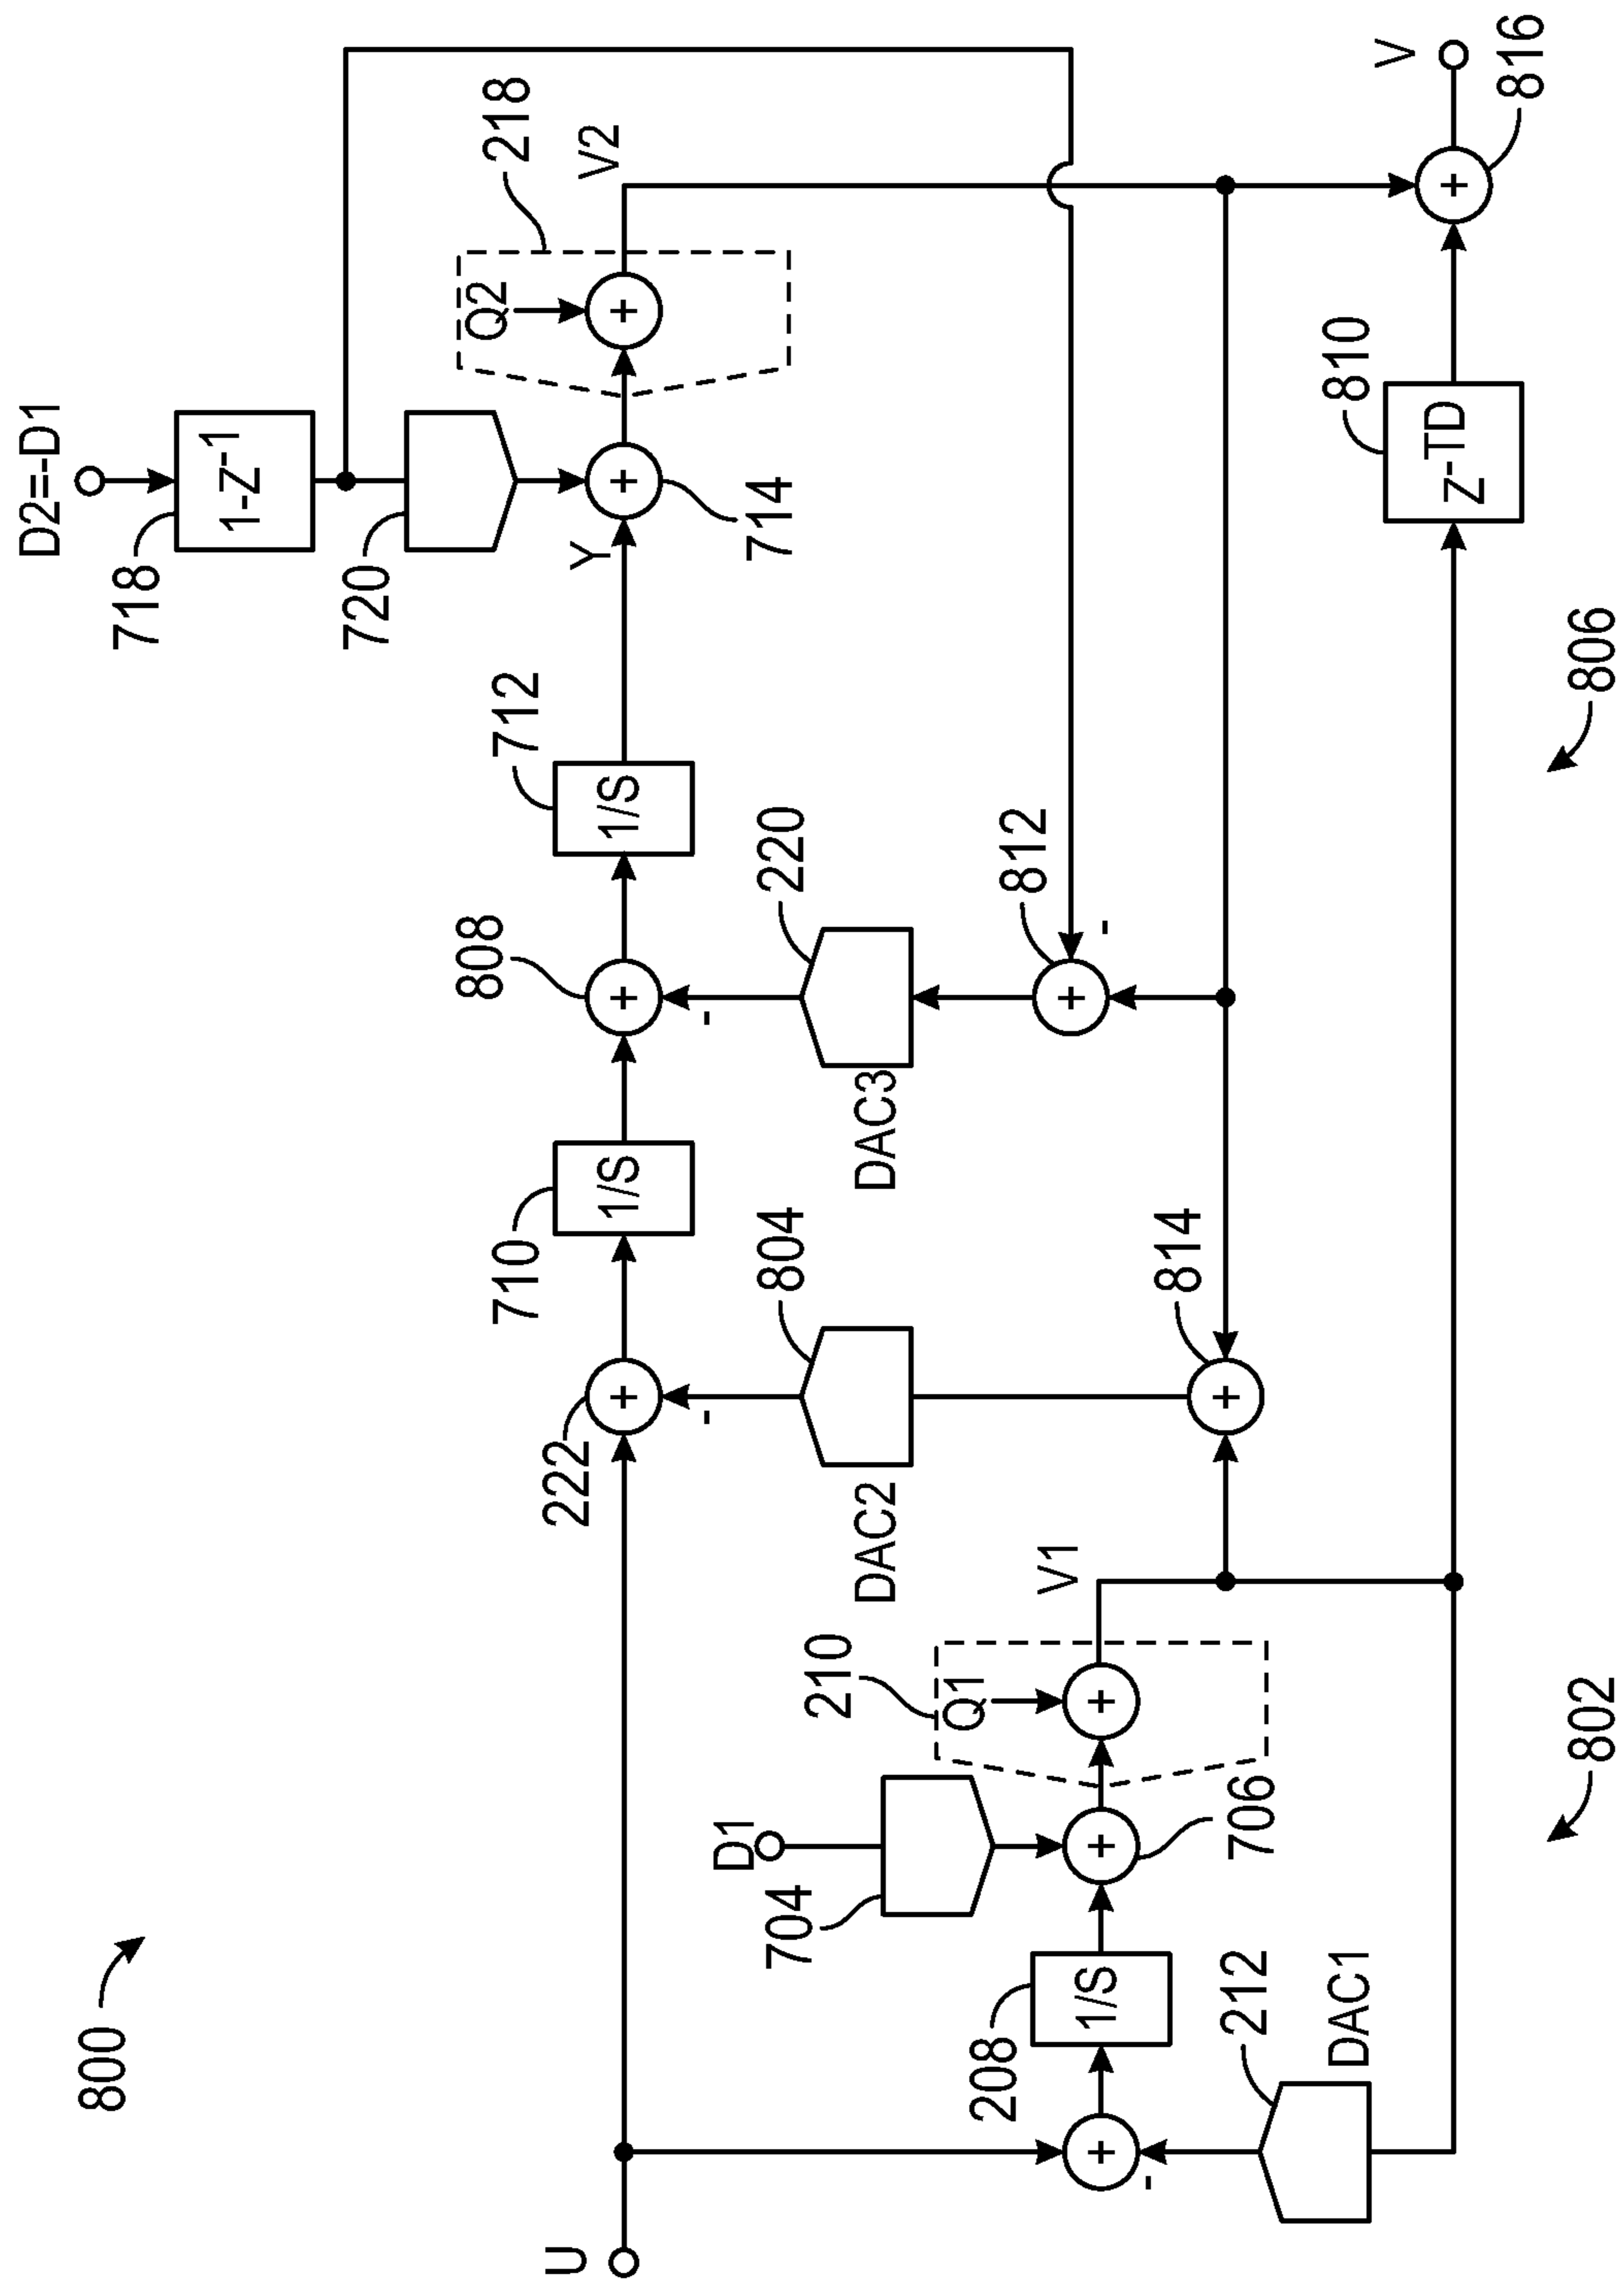 800
D2=-D1
718
1-Z-1
720
Q2
218
V2
Y
714
712
1/S
808
220
DAC3
812
-
-
710
1/S
222
804
DAC2
814
-
U
D1
704
Q1
210
V1
706
208
1/S
212
DAC1
-
Z-TD
810
V
816
802
806
+
+
+
+
+
+
+
+
+
+